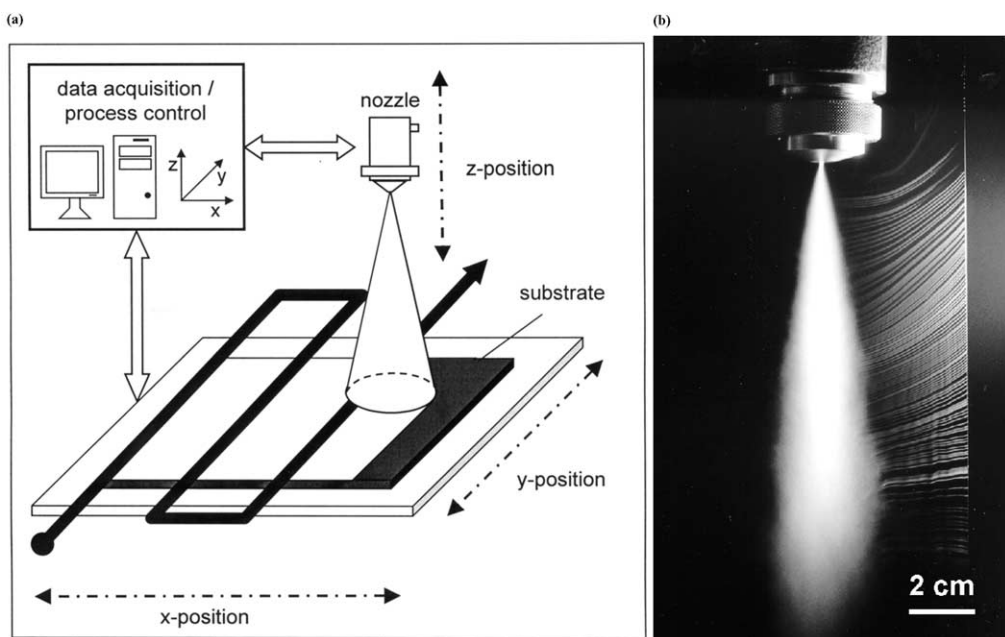 (a)
data acquisition /
process control
z
y
x
nozzle
z-position
substrate
y-position
x-position
(b)
2 cm